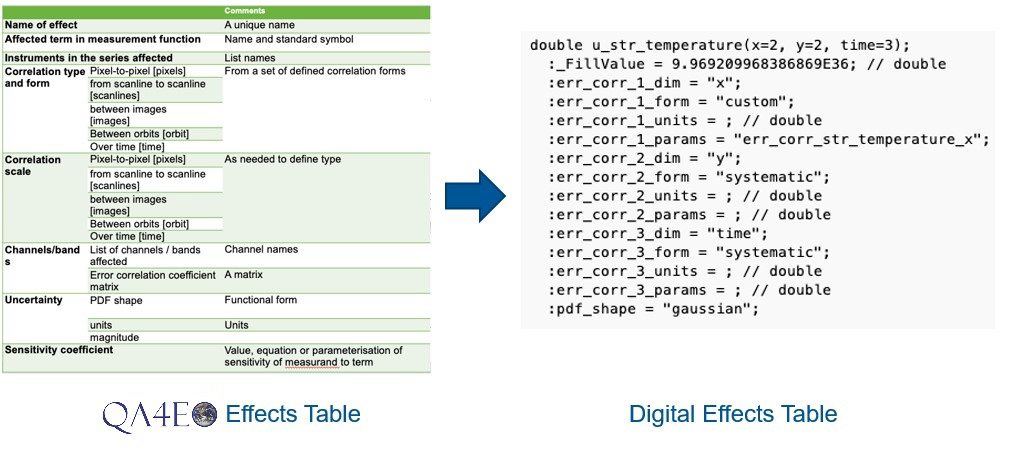 Comments
Name of effect A unique name
Affected term in measurement function Name and standard symbol
Instruments in the series affected List names
Correlation type and form Pixel-to-pixel [pixels] From a set of defined correlation forms
from scanline to scanline [scanlines]
between images [images]
Between orbits [orbit]
Over time [time]
Correlation scale Pixel-to-pixel [pixels] As needed to define type
from scanline to scanline [scanlines]
between images [images]
Between orbits [orbit]
Over time [time]
Channels/bands List of channels / bands affected Channel names
Error correlation coefficient matrix A matrix
Uncertainty PDF shape Functional form
units Units
magnitude
Sensitivity coefficient Value, equation or parameterisation of sensitivity of measurand to term
double u_str_temperature(x=2, y=2, time=3);
:_FillValue = 9.969209968386869E36; // double
:err_corr_1_dim = "x";
:err_corr_1_form = "custom";
:err_corr_1_units = ; // double
:err_corr_1_params = "err_corr_str_temperature_x";
:err_corr_2_dim = "y";
:err_corr_2_form = "systematic";
:err_corr_2_units = ; // double
:err_corr_2_params = ; // double
:err_corr_3_dim = "time";
:err_corr_3_form = "systematic";
:err_corr_3_units = ; // double
:err_corr_3_params = ; // double
:pdf_shape = "gaussian";
QA4EO Effects Table
Digital Effects Table